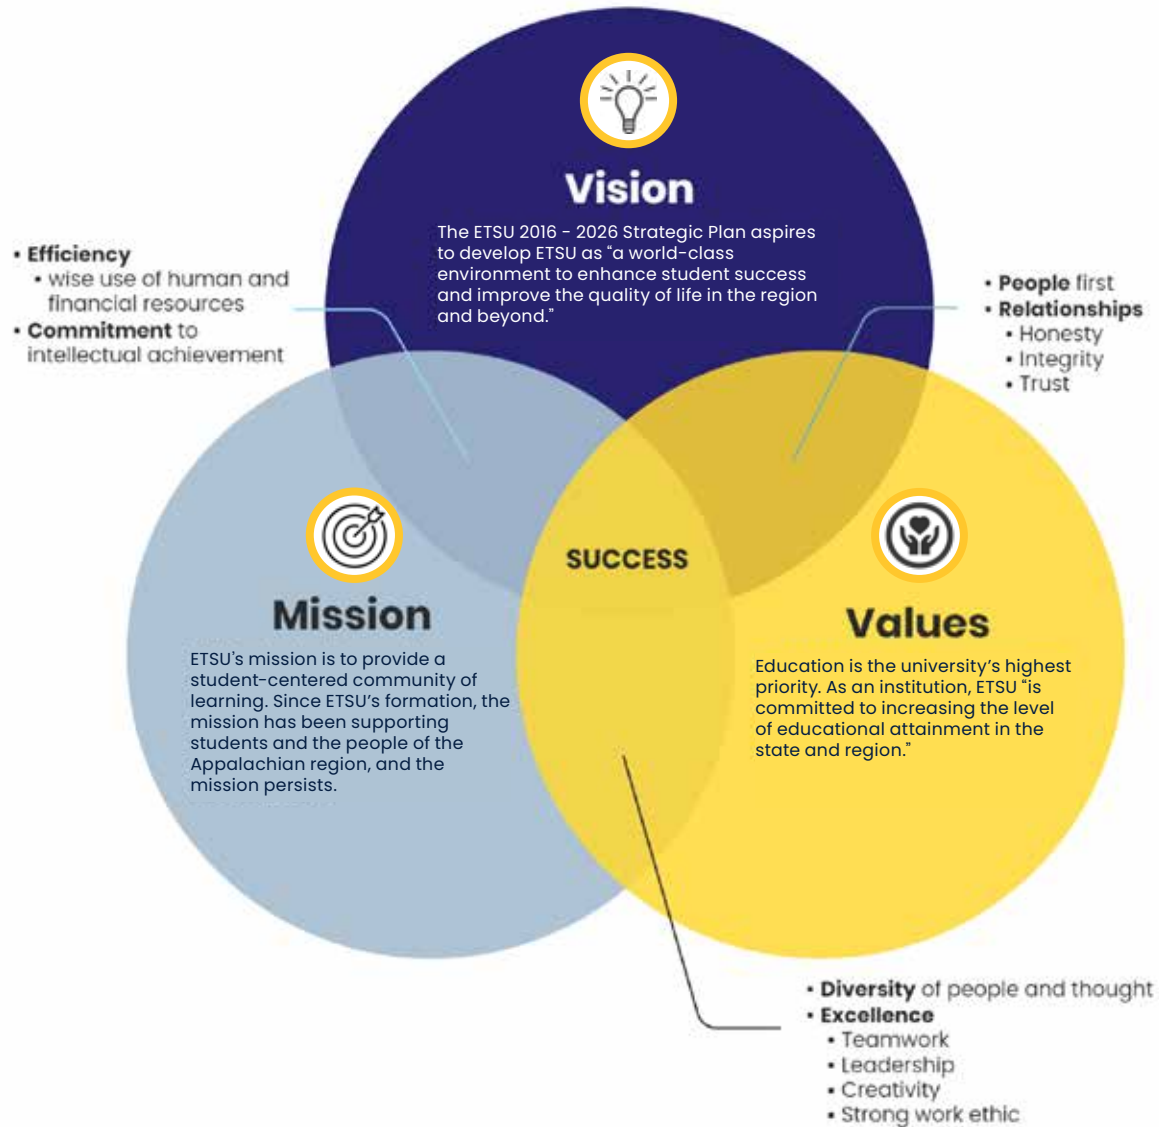 Vision
The ETSU 2016 - 2026 Strategic Plan aspires
to develop ETSU as “a world-class
environment to enhance student success
and improve the quality of life in the region
and beyond.”
• Efficiency
• wise use of human and
financial resources
• Commitment to
intellectual achievement
• People first
• Relationships
• Honesty
• Integrity
• Trust
SUCCESS
Mission
ETSU’s mission is to provide a
student-centered community of
learning. Since ETSU’s formation, the
mission has been supporting
students and the people of the
Appalachian region, and the
mission persists.
Values
Education is the university’s highest
priority. As an institution, ETSU “is
committed to increasing the level
of educational attainment in the
state and region.”
• Diversity of people and thought
• Excellence
• Teamwork
• Leadership
• Creativity
• Strong work ethic